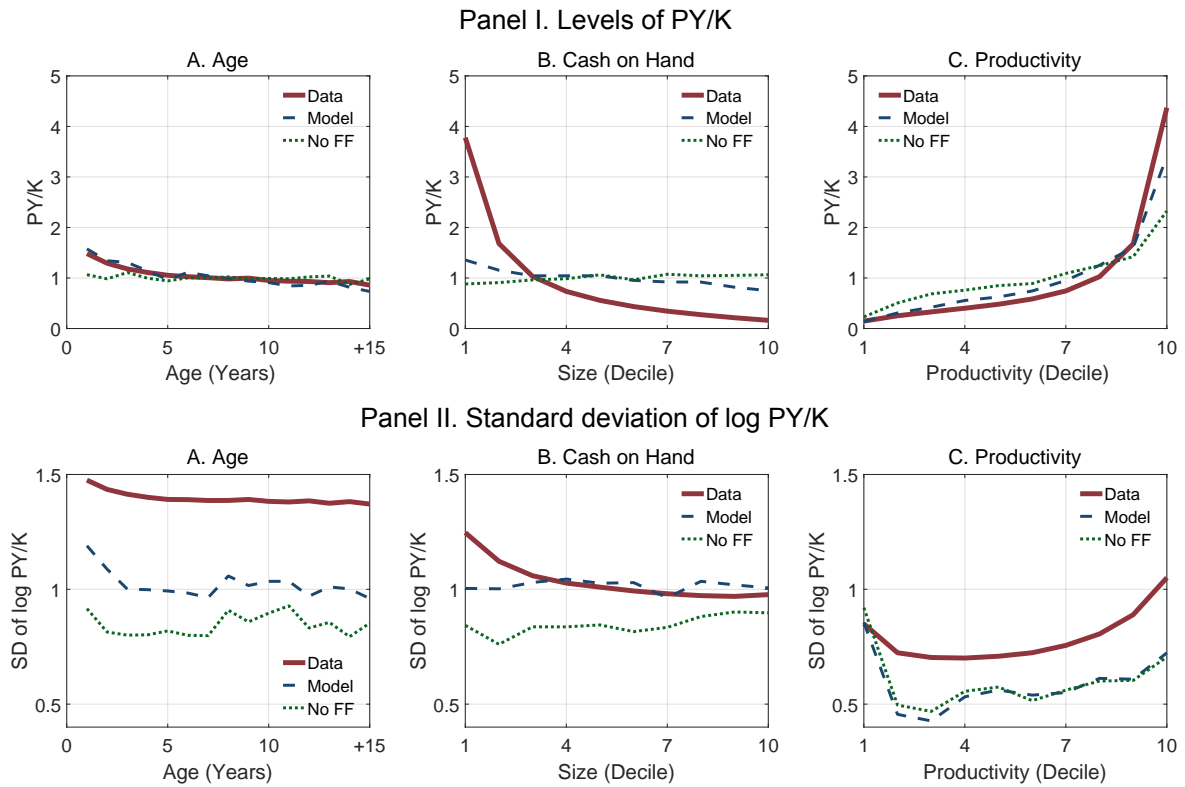 Panel I. Levels of PY/K
A. Age
5
4
3
2
1
0
PY/K
Data
Model
No FF
0
5
10
+15
Age (Years)
B. Cash on Hand
5
4
3
2
1
0
PY/K
Data
Model
No FF
1
4
7
10
Size (Decile)
C. Productivity
5
4
3
2
1
0
PY/K
Data
Model
No FF
1
4
7
10
Productivity (Decile)
Panel II. Standard deviation of log PY/K
A. Age
1.5
1
0.5
SD of log PY/K
Data
Model
No FF
0
5
10
+15
Age (Years)
B. Cash on Hand
1.5
1
0.5
SD of log PY/K
Data
Model
No FF
1
4
7
10
Size (Decile)
C. Productivity
1.5
1
0.5
SD of log PY/K
Data
Model
No FF
1
4
7
10
Productivity (Decile)